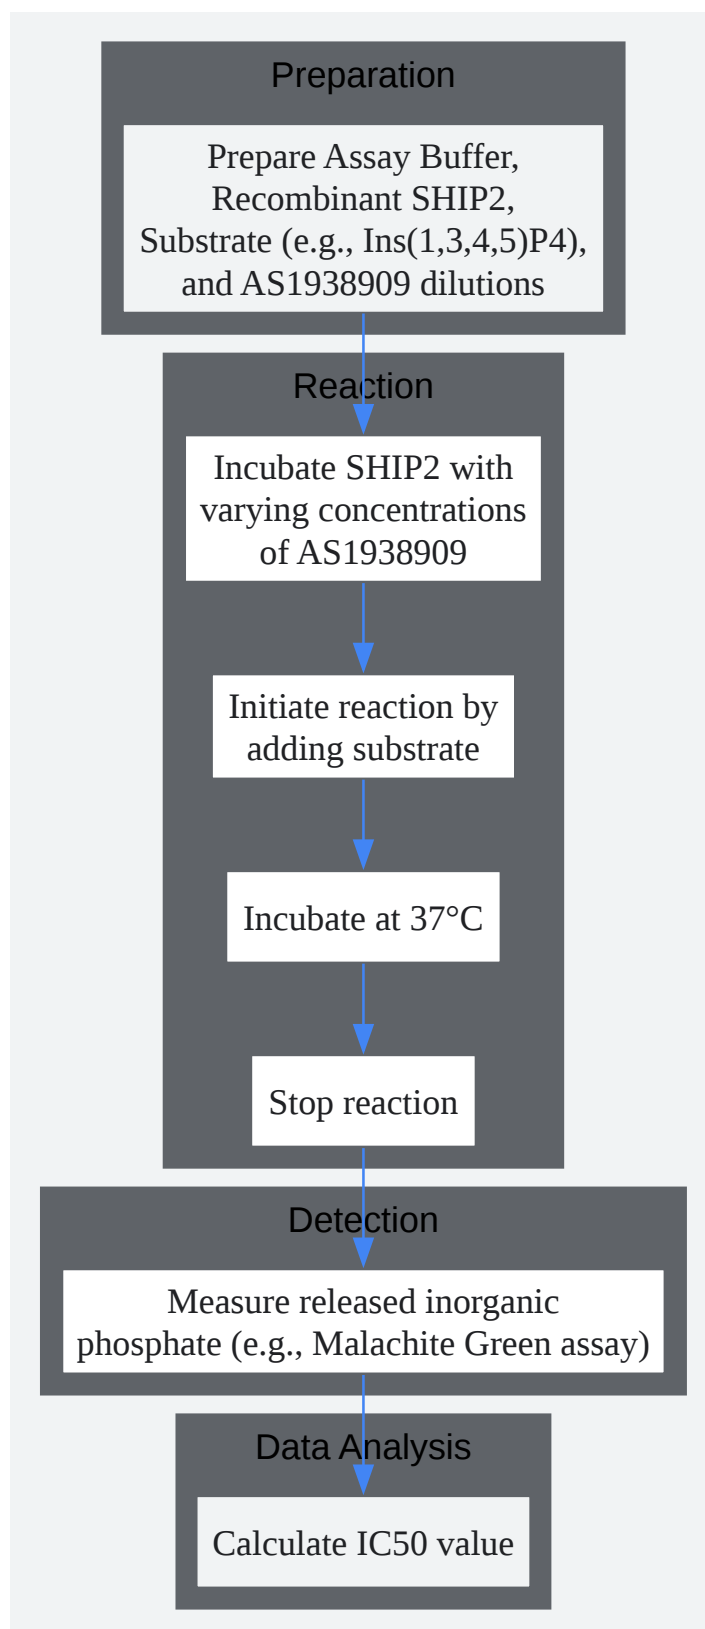 Preparation
Prepare Assay Buffer,
Recombinant SHIP2,
Substrate (e.g., Ins(1,3,4,5)P4),
and AS1938909 dilutions
Reaction
Incubate SHIP2 with
varying concentrations
of AS1938909
Initiate reaction by
adding substrate
Incubate at 37°C
Stop reaction
Detection
Measure released inorganic
phosphate (e.g., Malachite Green assay)
Data Analysis
Calculate IC50 value